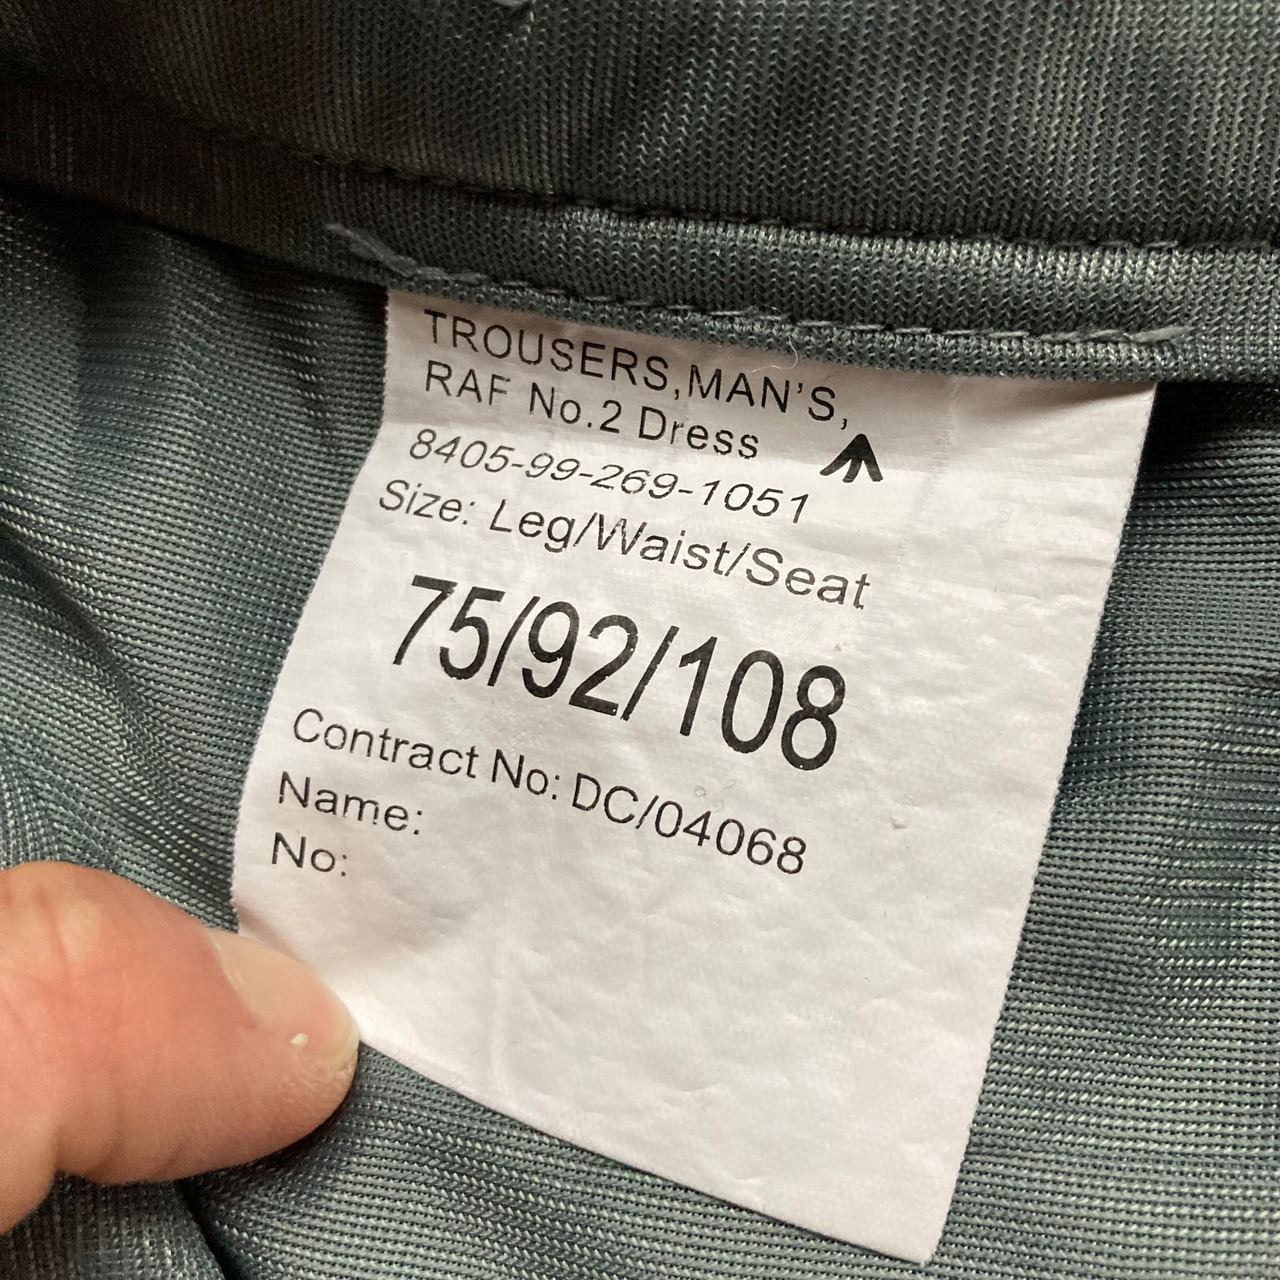 TROUSERS,MAN'S,
RAF No.2 Dress
8405-99-269-1051
Size: Leg/Waist/Seat
75/92/108
Contract No: DC/04068
Name:
No: